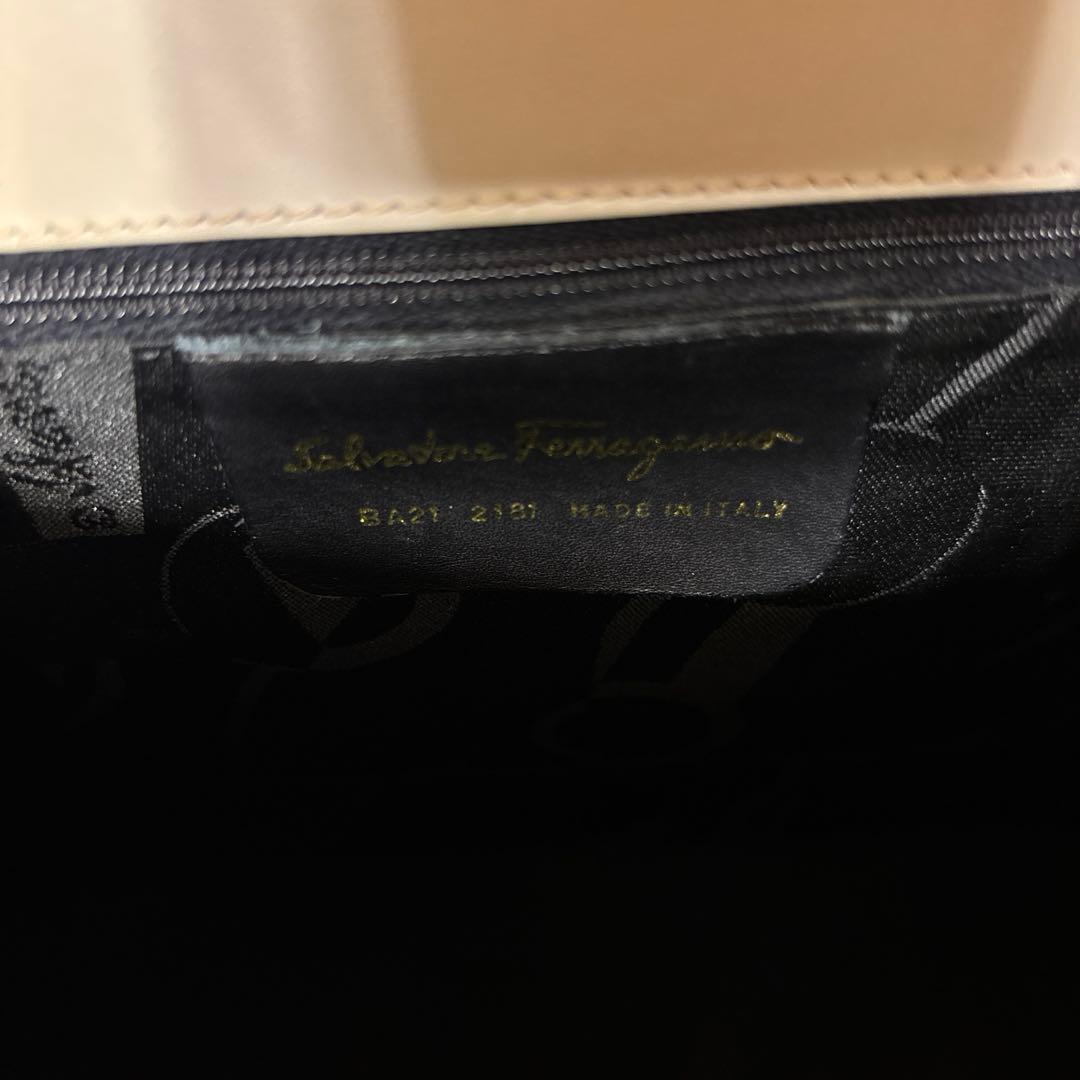 Salvatore Ferragamo
BA21 2181 MADE IN ITALY